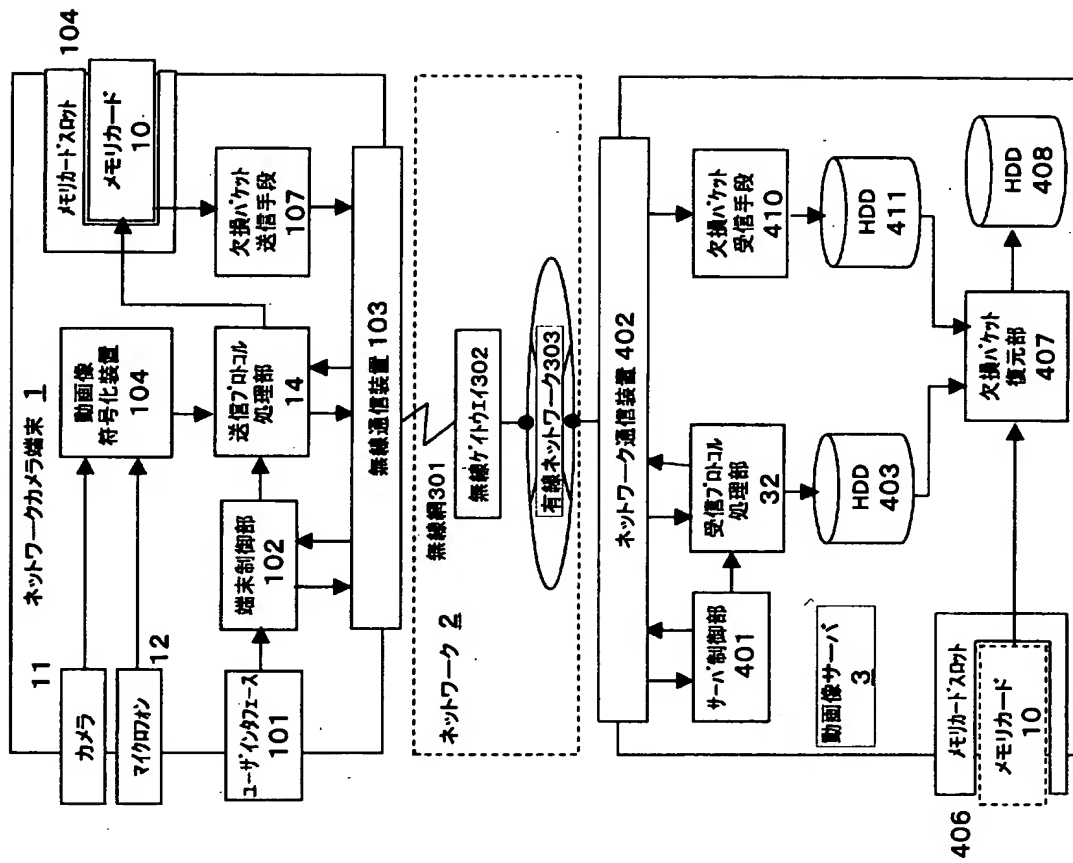 ネットワークカメラ端末 1
11
カメラ
12
マイクロフォン
ユーザインタフェース
101
端末制御部
102
動画像
符号化装置
104
送信プロトコル
処理部
14
メモリカードスロット
104
メモリカード
10
欠損パケット
送信手段
107
無線通信装置 103
ネットワーク 2
無線網301
無線ゲイトウエイ302
有線ネットワーク303
ネットワーク通信装置 402
サーバ制御部
401
受信プロトコル
処理部
32
欠損パケット
受信手段
410
HDD
403
HDD
411
動画像サーバ
3
欠損パケット
復元部
407
HDD
408
406
メモリカードスロット
メモリカード
10